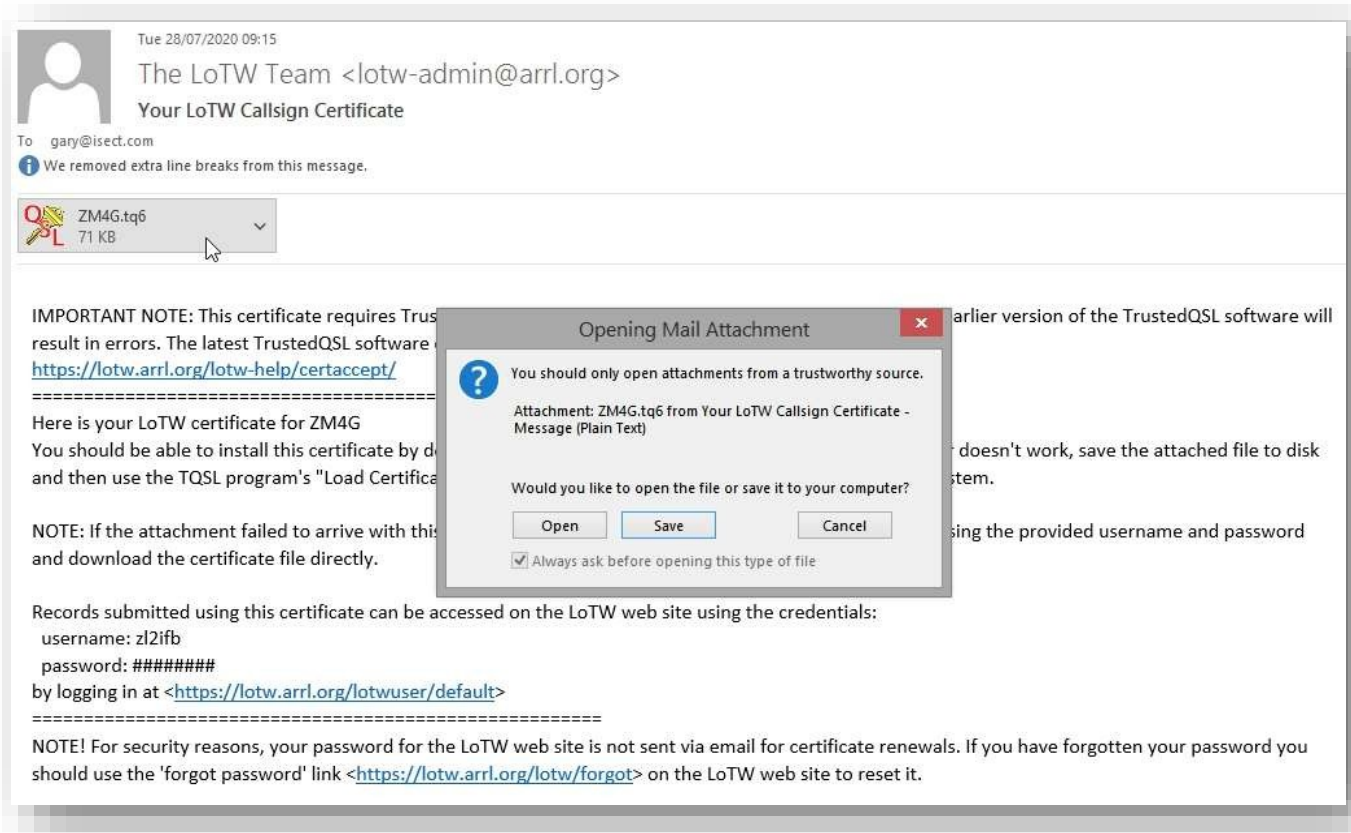 Tue 28/07/2020 09:15
The LoTW Team <lotw-admin@arrl.org>
Your LoTW Callsign Certificate
To gary@isect.com
We removed extra line breaks from this message.
QSL
ZM4G.tq6
71 KB
IMPORTANT NOTE: This certificate requires Trus arlier version of the TrustedQSL software will
result in errors. The latest TrustedQSL software
https://lotw.arrl.org/lotw-help/certaccept/
=======================================
Here is your LoTW certificate for ZM4G
You should be able to install this certificate by d doesn't work, save the attached file to disk
and then use the TQSL program's "Load Certifica stem.
NOTE: If the attachment failed to arrive with this sing the provided username and password
and download the certificate file directly.
Opening Mail Attachment
You should only open attachments from a trustworthy source.
Attachment: ZM4G.tq6 from Your LoTW Callsign Certificate -
Message (Plain Text)
Would you like to open the file or save it to your computer?
Open Save Cancel
Always ask before opening this type of file
Records submitted using this certificate can be accessed on the LoTW web site using the credentials:
username: zl2ifb
password: ########
by logging in at <https://lotw.arrl.org/lotwuser/default>
=======================================================
NOTE! For security reasons, your password for the LoTW web site is not sent via email for certificate renewals. If you have forgotten your password you
should use the 'forgot password' link <https://lotw.arrl.org/lotw/forgot> on the LoTW web site to reset it.